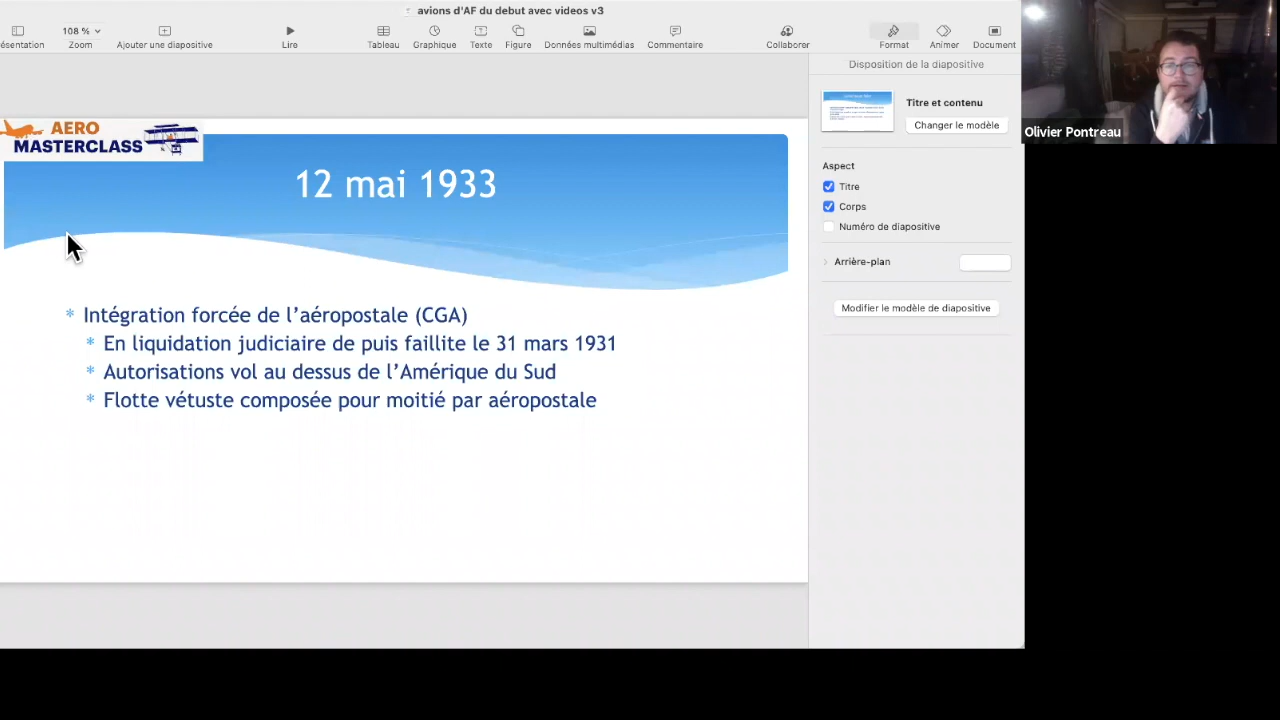 avions d'AF du debut avec videos v3
108 %
ésentation Zoom Ajouter une diapositive Lire Tableau Graphique Texte Figure Données multimédias Commentaire Collaborer Format Animer Document
Disposition de la diapositive
Titre et contenu
Changer le modèle
Olivier Pontreau
AERO
MASTERCLASS
12 mai 1933
Aspect
Titre
Corps
Numéro de diapositive
Arrière-plan
Modifier le modèle de diapositive
* Intégration forcée de l’aéropostale (CGA)
* En liquidation judiciaire de puis faillite le 31 mars 1931
* Autorisations vol au dessus de l’Amérique du Sud
* Flotte vétuste composée pour moitié par aéropostale